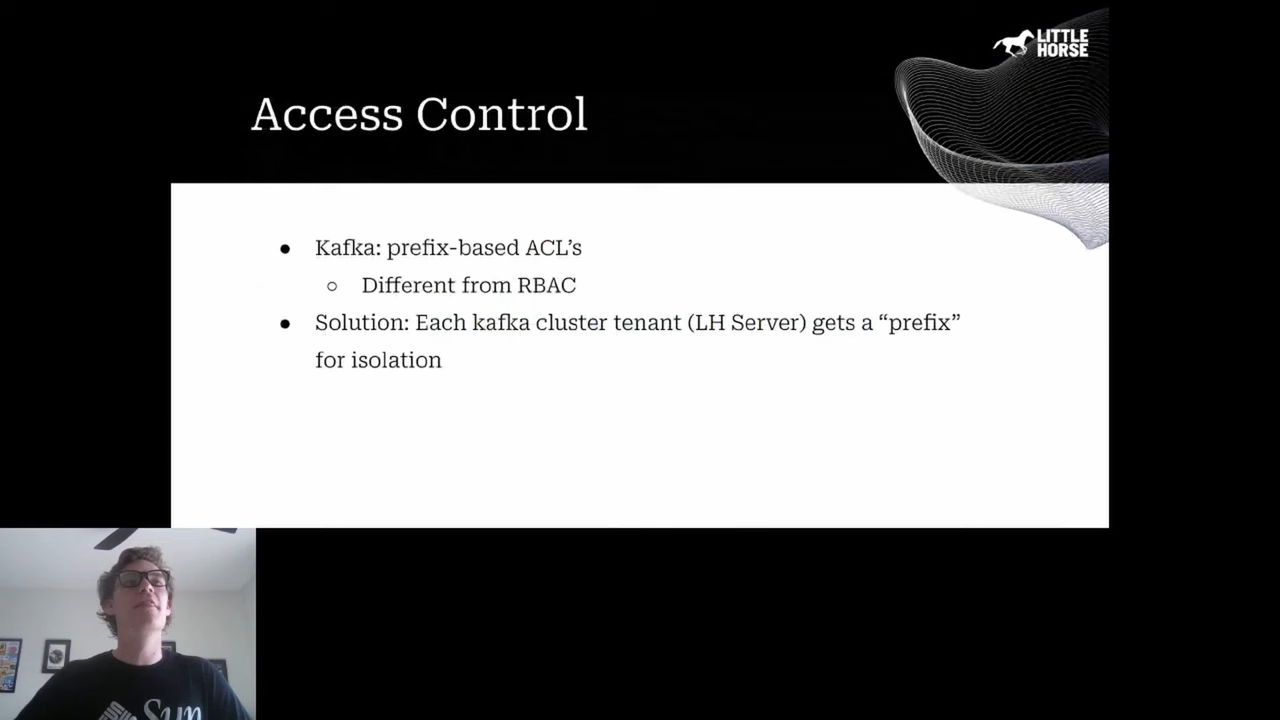 LITTLE
HORSE
Access Control
Kafka: prefix-based ACL’s
Different from RBAC
Solution: Each kafka cluster tenant (LH Server) gets a “prefix”
for isolation
Sun